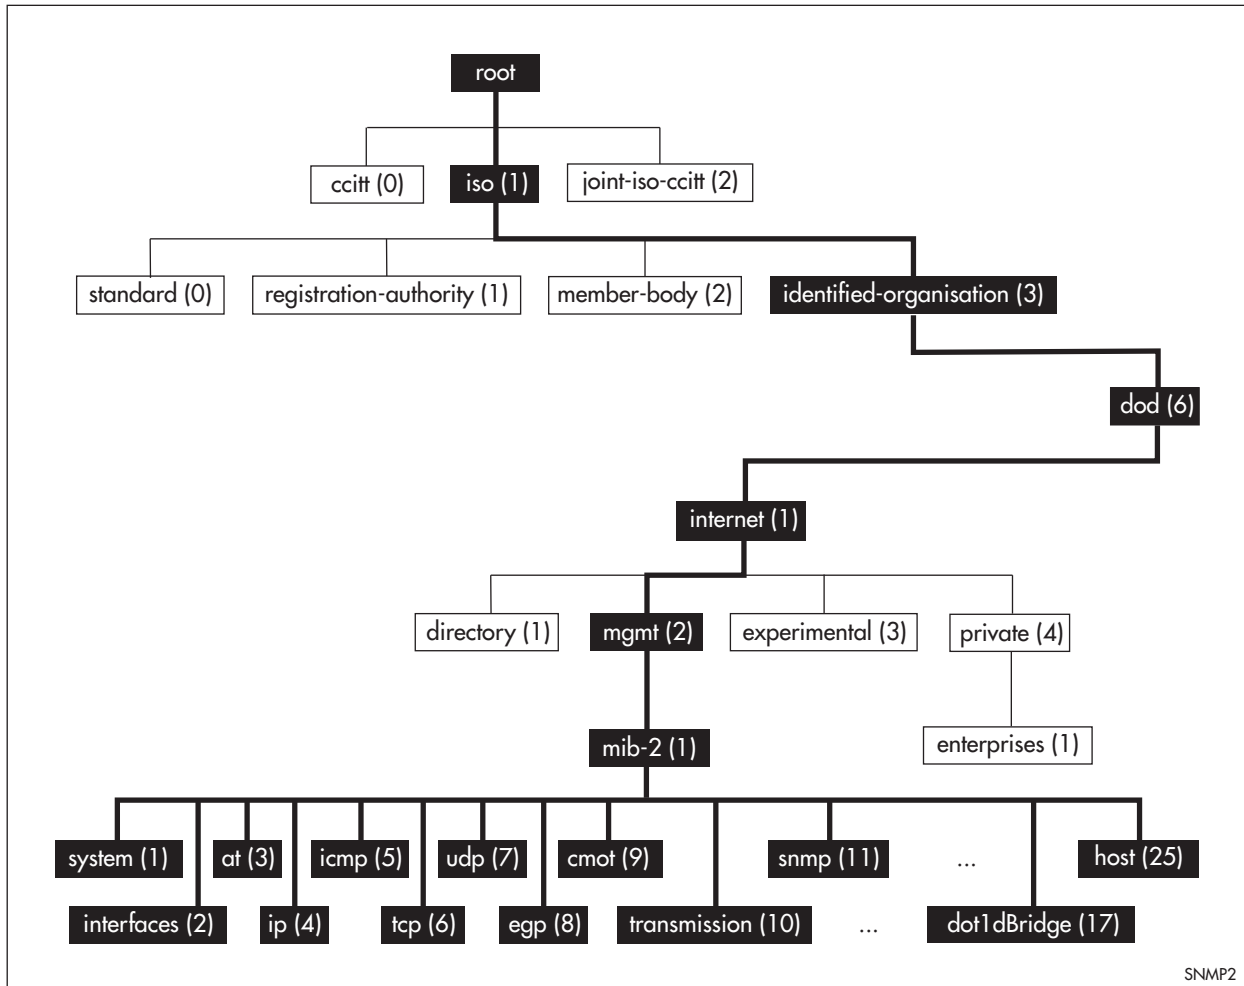 root
ccitt (0)
iso (1)
joint-iso-ccitt (2)
standard (0)
registration-authority (1)
member-body (2)
identified-organisation (3)
dod (6)
internet (1)
directory (1)
mgmt (2)
experimental (3)
private (4)
mib-2 (1)
enterprises (1)
system (1)
at (3)
icmp (5)
udp (7)
cmot (9)
snmp (11)
...
host (25)
interfaces (2)
ip (4)
tcp (6)
egp (8)
transmission (10)
...
dot1dBridge (17)
SNMP2